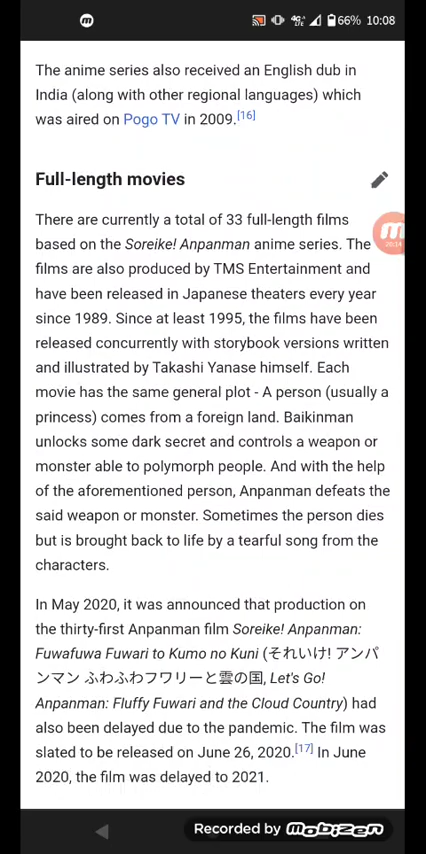 66% 10:08
The anime series also received an English dub in
India (along with other regional languages) which
was aired on Pogo TV in 2009.[16]
Full-length movies
There are currently a total of 33 full-length films
based on the Soreike! Anpanman anime series. The
films are also produced by TMS Entertainment and
have been released in Japanese theaters every year
since 1989. Since at least 1995, the films have been
released concurrently with storybook versions written
and illustrated by Takashi Yanase himself. Each
movie has the same general plot - A person (usually a
princess) comes from a foreign land. Baikinman
unlocks some dark secret and controls a weapon or
monster able to polymorph people. And with the help
of the aforementioned person, Anpanman defeats the
said weapon or monster. Sometimes the person dies
but is brought back to life by a tearful song from the
characters.
In May 2020, it was announced that production on
the thirty-first Anpanman film Soreike! Anpanman:
Fuwafuwa Fuwari to Kumo no Kuni (それいけ! アンパ
ンマン ふわふわフワリーと雲の国, Let's Go!
Anpanman: Fluffy Fuwari and the Cloud Country) had
also been delayed due to the pandemic. The film was
slated to be released on June 26, 2020.[17] In June
2020, the film was delayed to 2021.
Recorded by mobizen